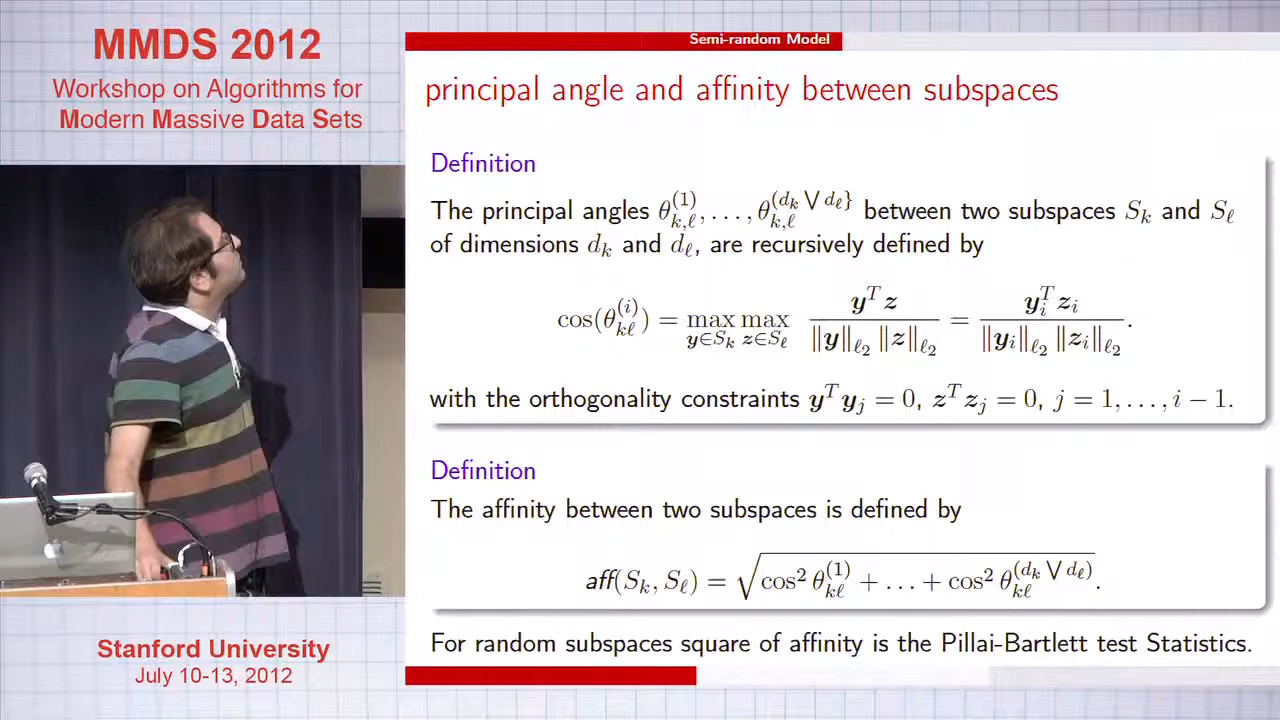 MMDS 2012
Workshop on Algorithms for
Modern Massive Data Sets
Semi-random Model
principal angle and affinity between subspaces
Definition
The principal angles θ_{k,ℓ}^{(1)}, . . . , θ_{k,ℓ}^{(d_k ⋁ d_ℓ}} between two subspaces S_k and S_ℓ
of dimensions d_k and d_ℓ, are recursively defined by
cos(θ_{kℓ}^{(i)}) = max_{y∈S_k} max_{z∈S_ℓ} y^T z / ‖y‖_{ℓ_2} ‖z‖_{ℓ_2} = y_i^T z_i / ‖y_i‖_{ℓ_2} ‖z_i‖_{ℓ_2}.
with the orthogonality constraints y^T y_j = 0, z^T z_j = 0, j = 1, . . . , i − 1.
Definition
The affinity between two subspaces is defined by
aff(S_k, S_ℓ) = √(cos² θ_{kℓ}^{(1)} + . . . + cos² θ_{kℓ}^{(d_k ⋁ d_ℓ)}).
For random subspaces square of affinity is the Pillai-Bartlett test Statistics.
Stanford University
July 10-13, 2012